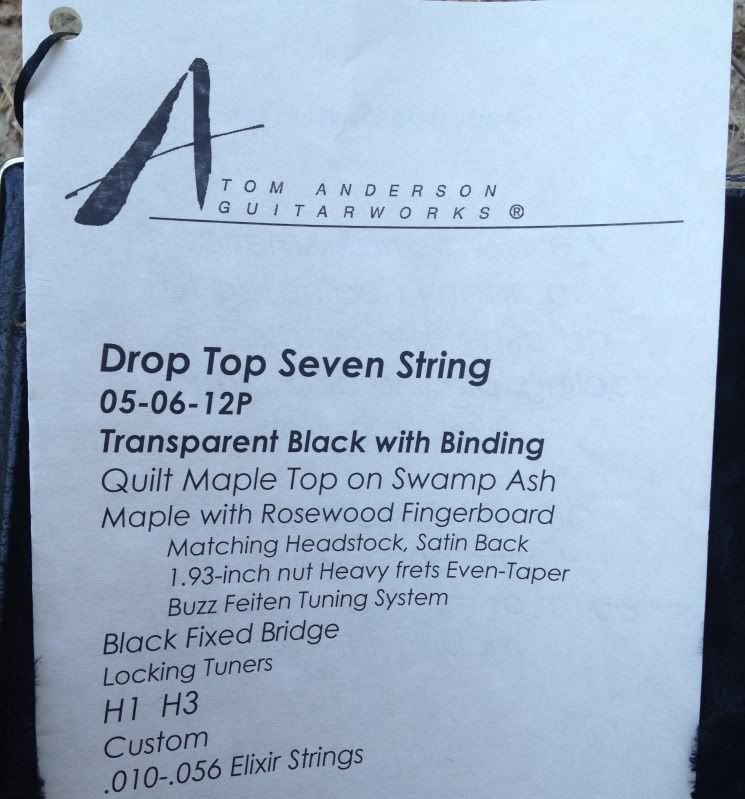 TOM ANDERSON
GUITARWORKS ®
Drop Top Seven String
05-06-12P
Transparent Black with Binding
Quilt Maple Top on Swamp Ash
Maple with Rosewood Fingerboard
Matching Headstock, Satin Back
1.93-inch nut Heavy frets Even-Taper
Buzz Feiten Tuning System
Black Fixed Bridge
Locking Tuners
H1 H3
Custom
.010-.056 Elixir Strings